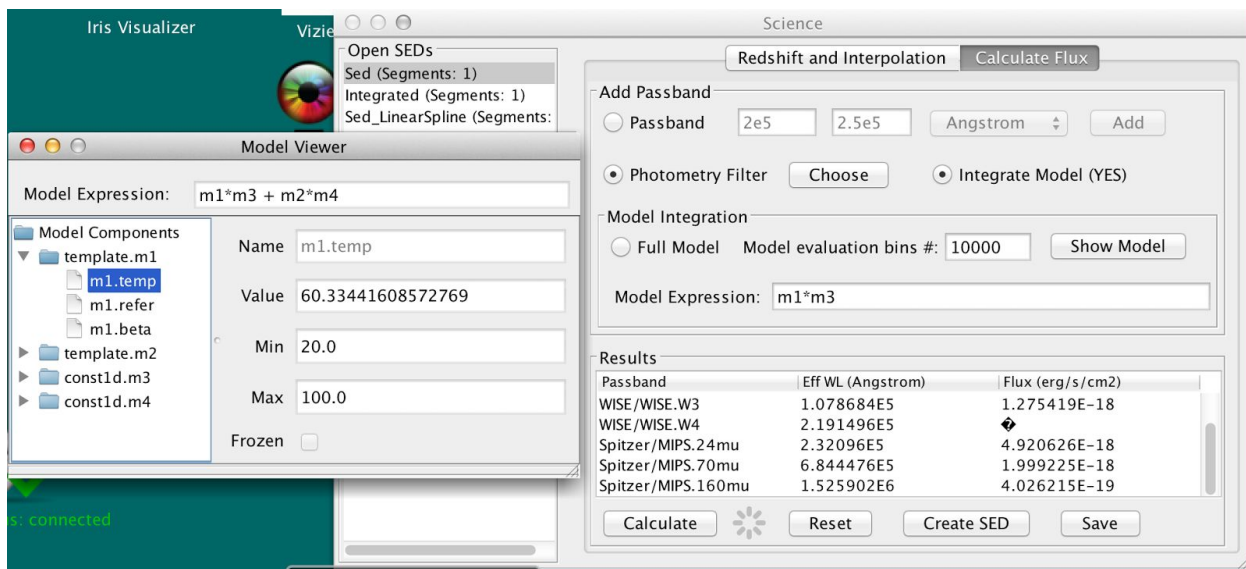 Iris Visualizer
Vizie
Science
Open SEDs
Sed (Segments: 1)
Integrated (Segments: 1)
Sed_LinearSpline (Segments:
Redshift and Interpolation
Calculate Flux
Add Passband
Passband 2e5 2.5e5 Angstrom Add
Photometry Filter Choose Integrate Model (YES)
Model Integration
Full Model Model evaluation bins #: 10000 Show Model
Model Expression: m1*m3
Results
Passband Eff WL (Angstrom) Flux (erg/s/cm2)
WISE/WISE.W3 1.078684E5 1.275419E-18
WISE/WISE.W4 2.191496E5 �
Spitzer/MIPS.24mu 2.32096E5 4.920626E-18
Spitzer/MIPS.70mu 6.844476E5 1.999225E-18
Spitzer/MIPS.160mu 1.525902E6 4.026215E-19
Calculate Reset Create SED Save
Model Viewer
Model Expression: m1*m3 + m2*m4
Model Components
template.m1
m1.temp
m1.refer
m1.beta
template.m2
const1d.m3
const1d.m4
Name m1.temp
Value 60.33441608572769
Min 20.0
Max 100.0
Frozen
s: connected